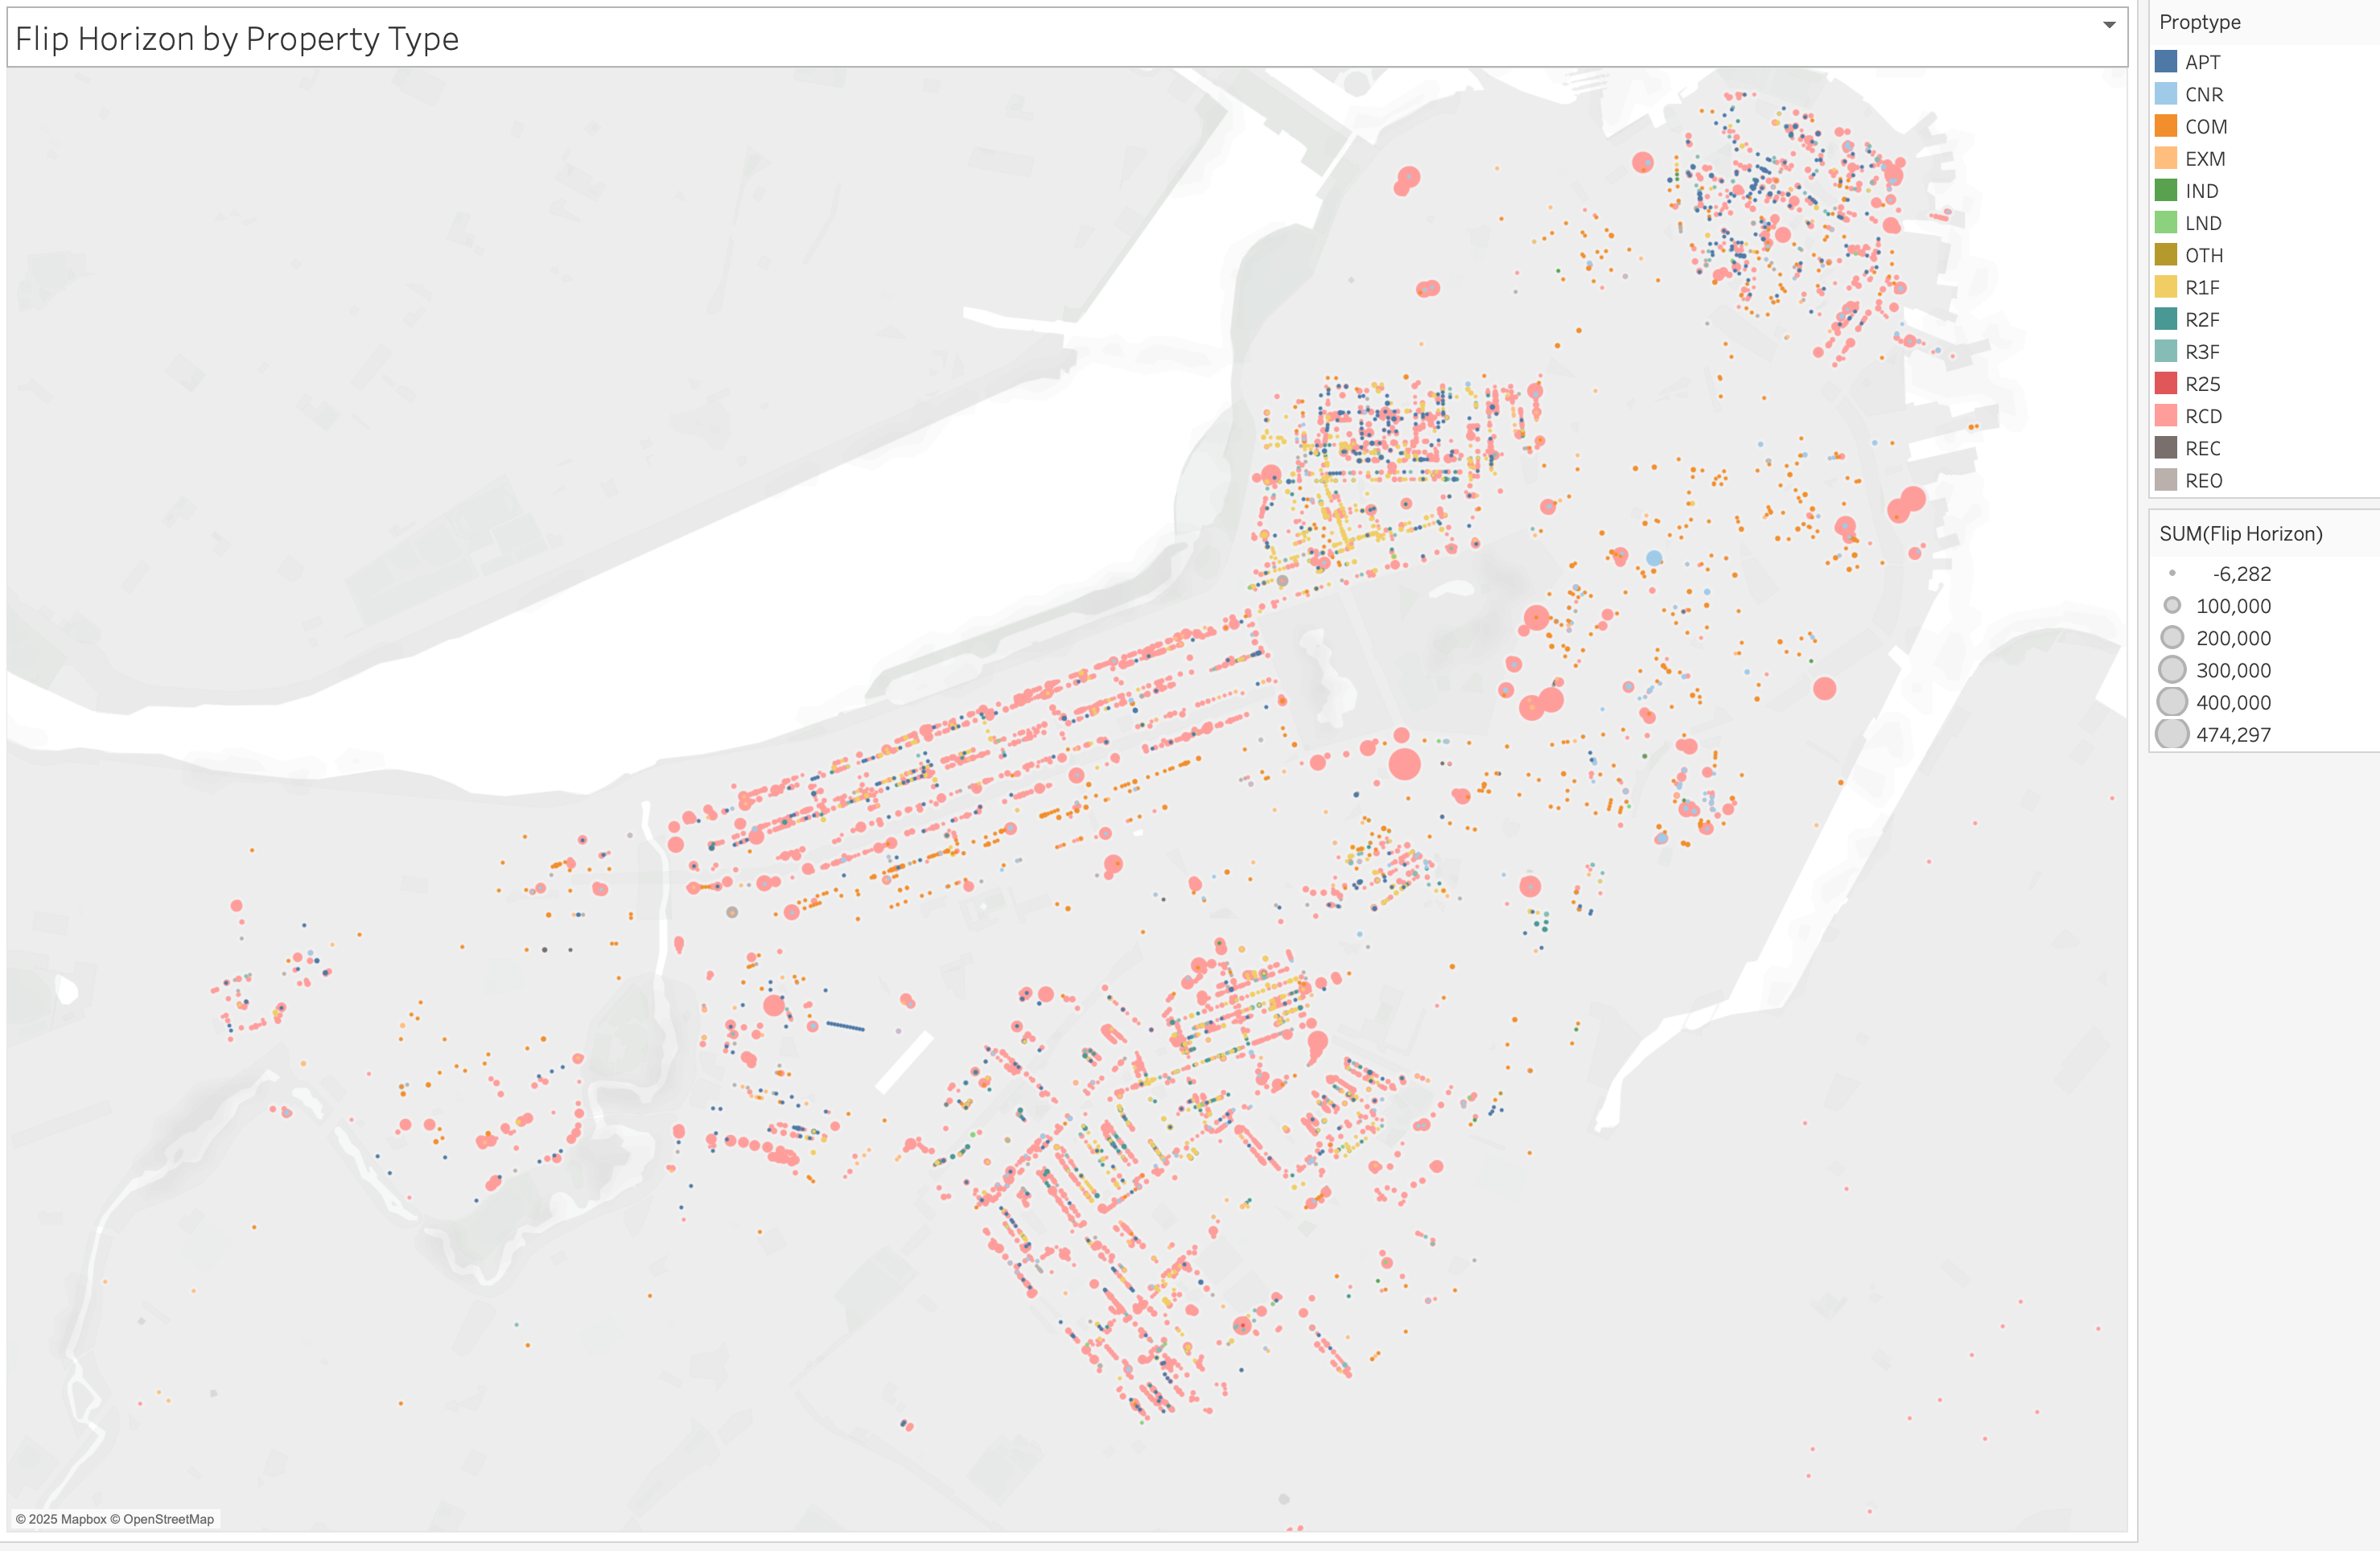 Flip Horizon by Property Type
Proptype
APT
CNR
COM
EXM
IND
LND
OTH
R1F
R2F
R3F
R25
RCD
REC
REO
SUM(Flip Horizon)
-6,282
100,000
200,000
300,000
400,000
474,297
© 2025 Mapbox © OpenStreetMap